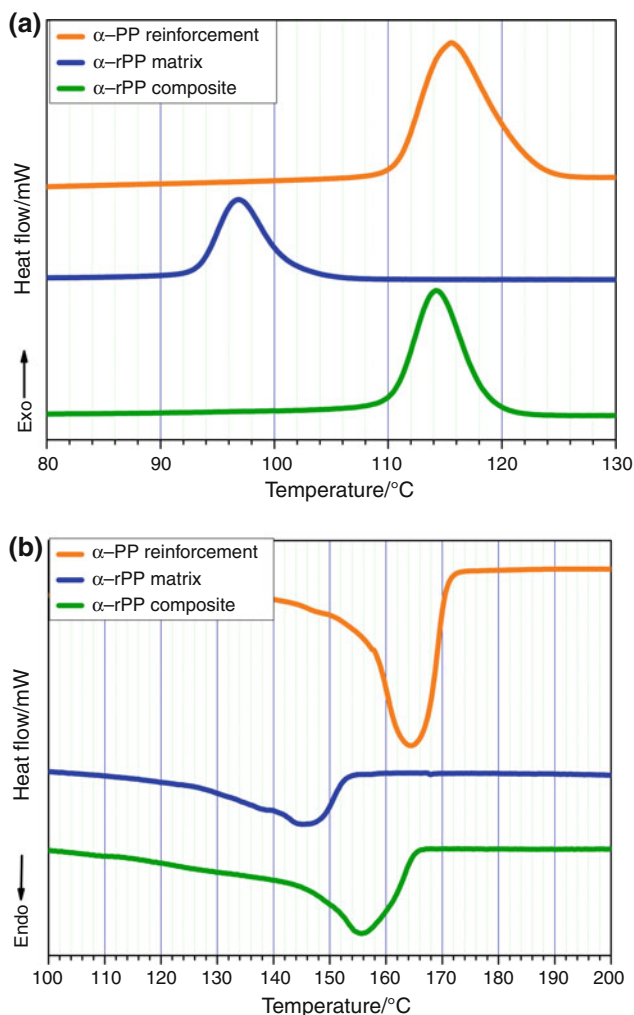 (a)
α–PP reinforcement
α–rPP matrix
α–rPP composite
Heat flow/mW
Exo
80 90 100 110 120 130
Temperature/°C
(b)
α–PP reinforcement
α–rPP matrix
α–rPP composite
Heat flow/mW
Endo
100 110 120 130 140 150 160 170 180 190 200
Temperature/°C